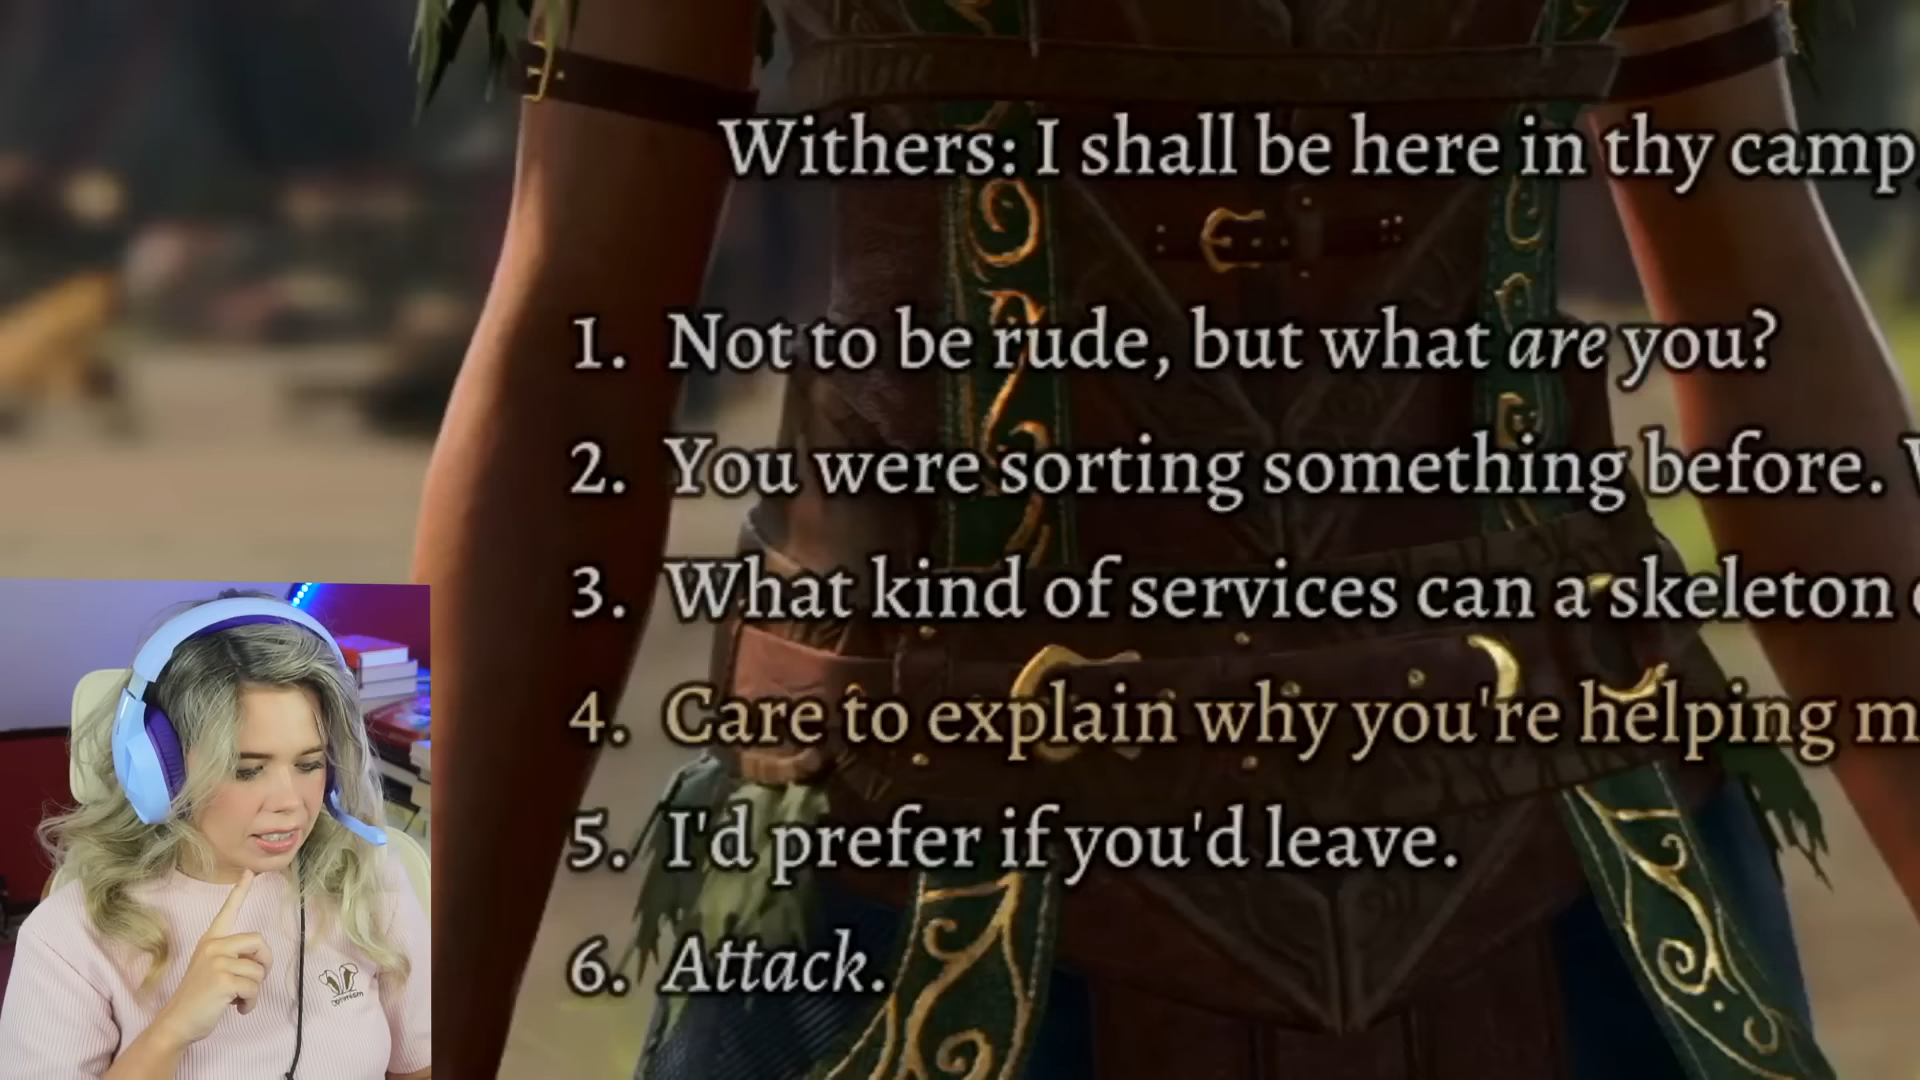 Withers: I shall be here in thy camp,
1. Not to be rude, but what are you?
2. You were sorting something before.
3. What kind of services can a skeleton
4. Care to explain why you're helping
5. I'd prefer if you'd leave.
6. Attack.